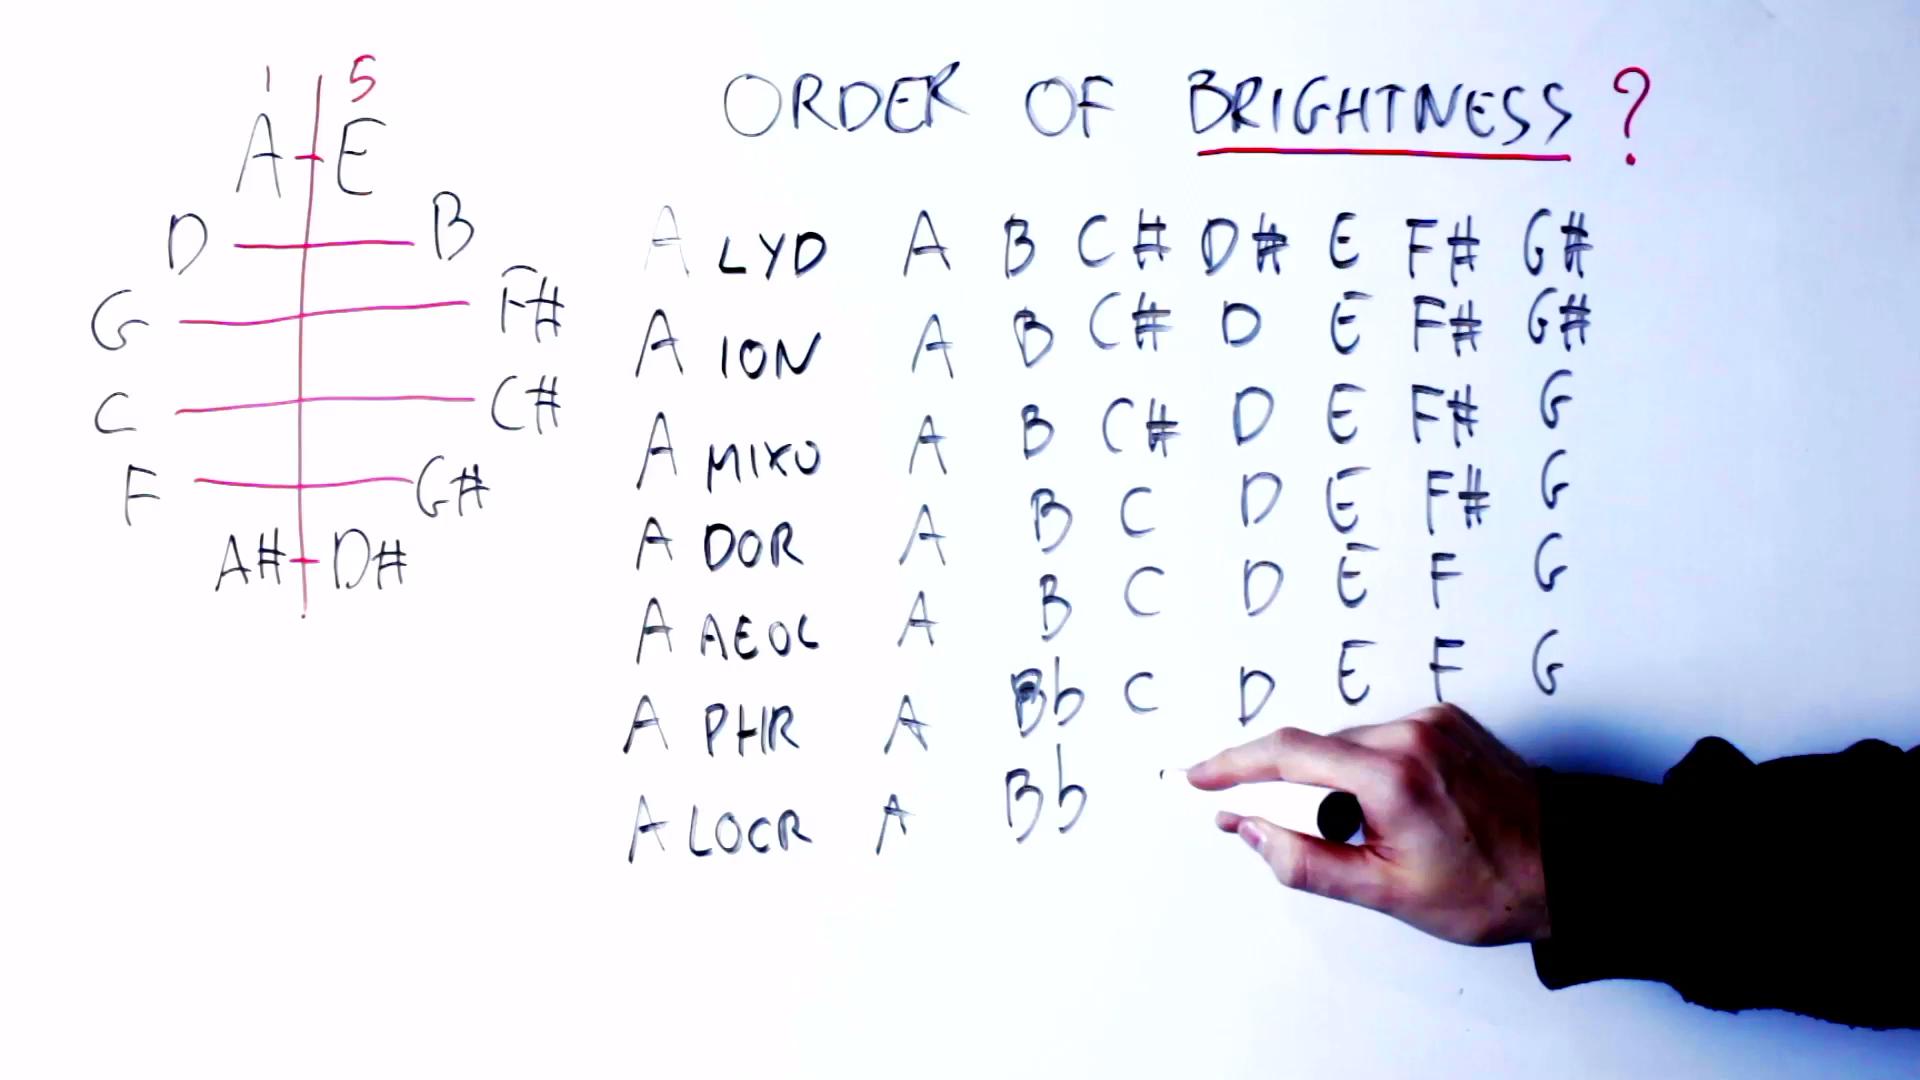 1 5
A E
D B
G F#
C C#
F G#
A# D#
ORDER OF BRIGHTNESS ?
A LYD A B C# D# E F# G#
A ION A B C# D E F# G#
A MIXO A B C# D E F# G
A DOR A B C D E F# G
A AEOL A B C D E F G
A PHR A Bb C D E F G
A LOCR A Bb